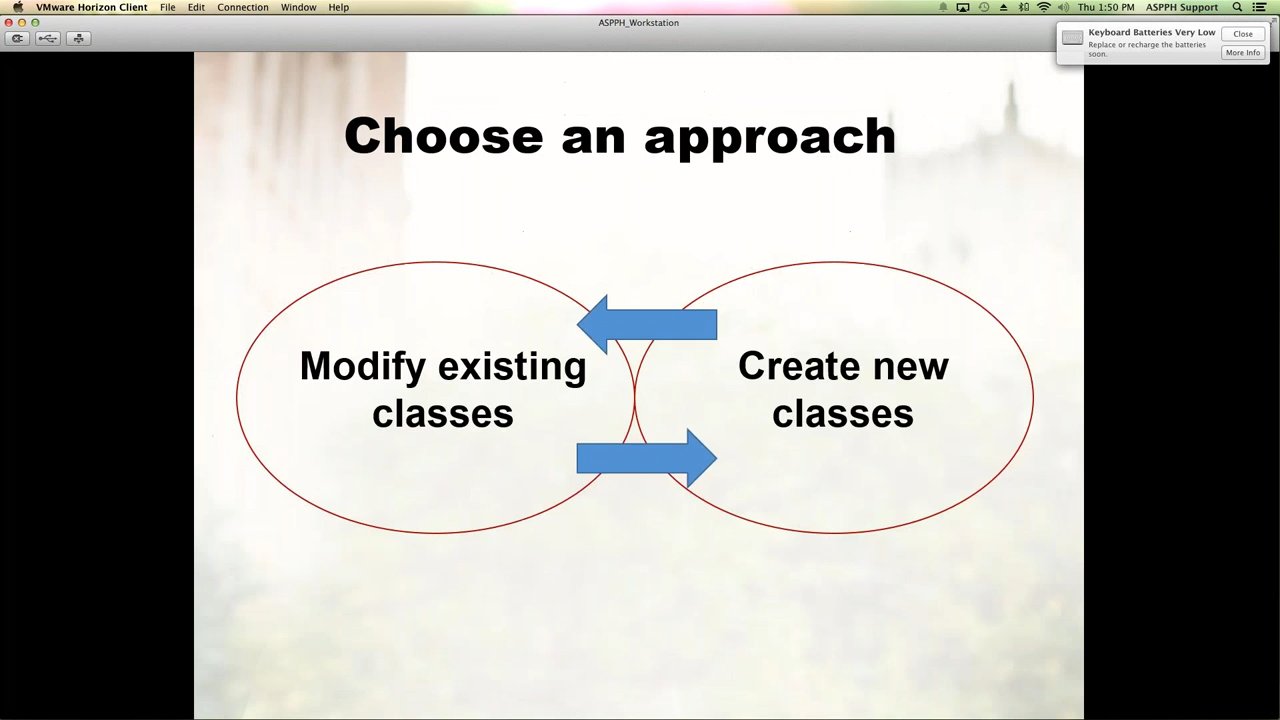 VMware Horizon Client File Edit Connection Window Help Thu 1:50 PM ASPPH Support
ASPPH_Workstation
Keyboard Batteries Very Low
Replace or recharge the batteries
soon.
Close
More Info
Choose an approach
Modify existing
classes
Create new
classes